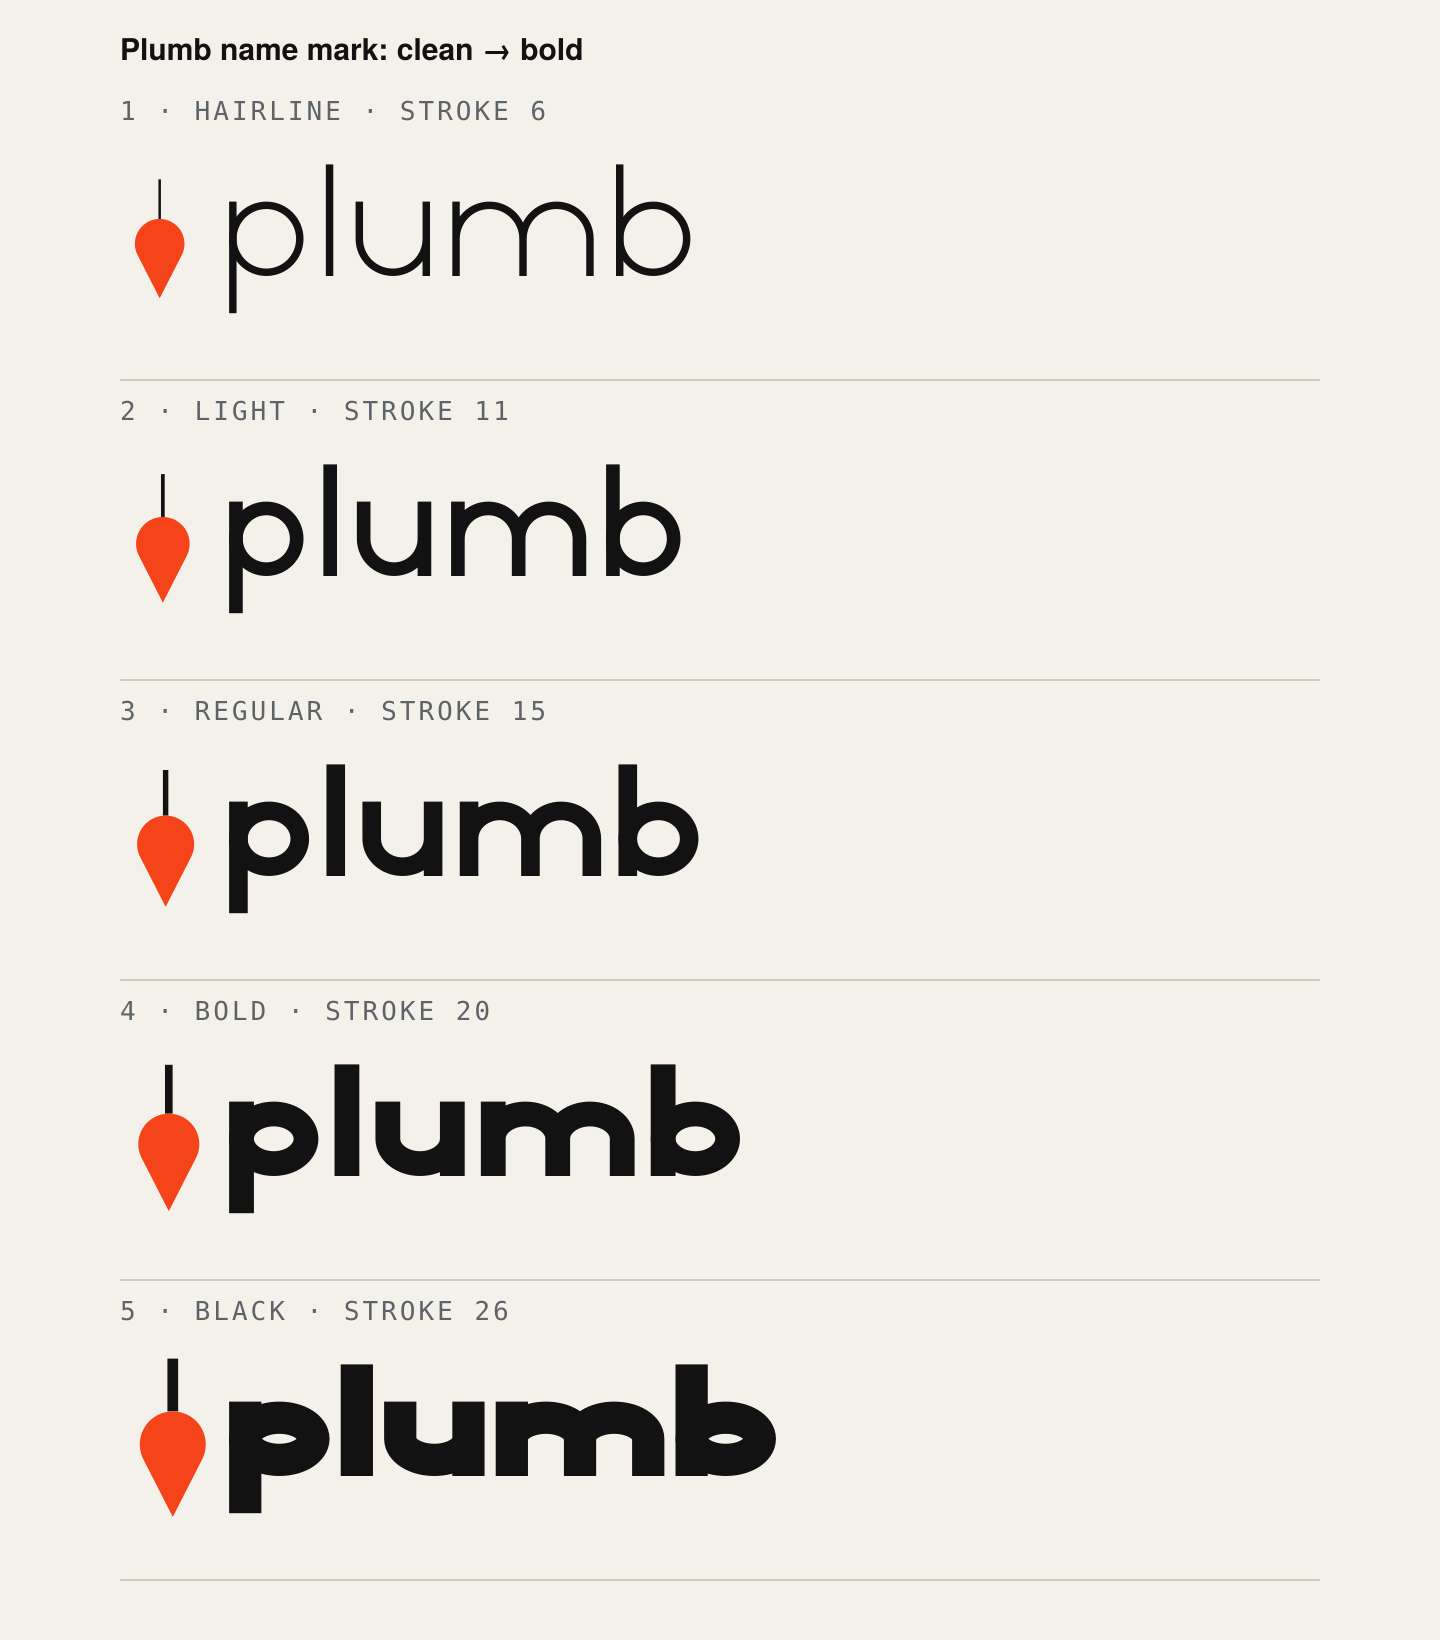 Plumb name mark: clean → bold
1 · HAIRLINE · STROKE 6
plumb
2 · LIGHT · STROKE 11
plumb
3 · REGULAR · STROKE 15
plumb
4 · BOLD · STROKE 20
plumb
5 · BLACK · STROKE 26
plumb